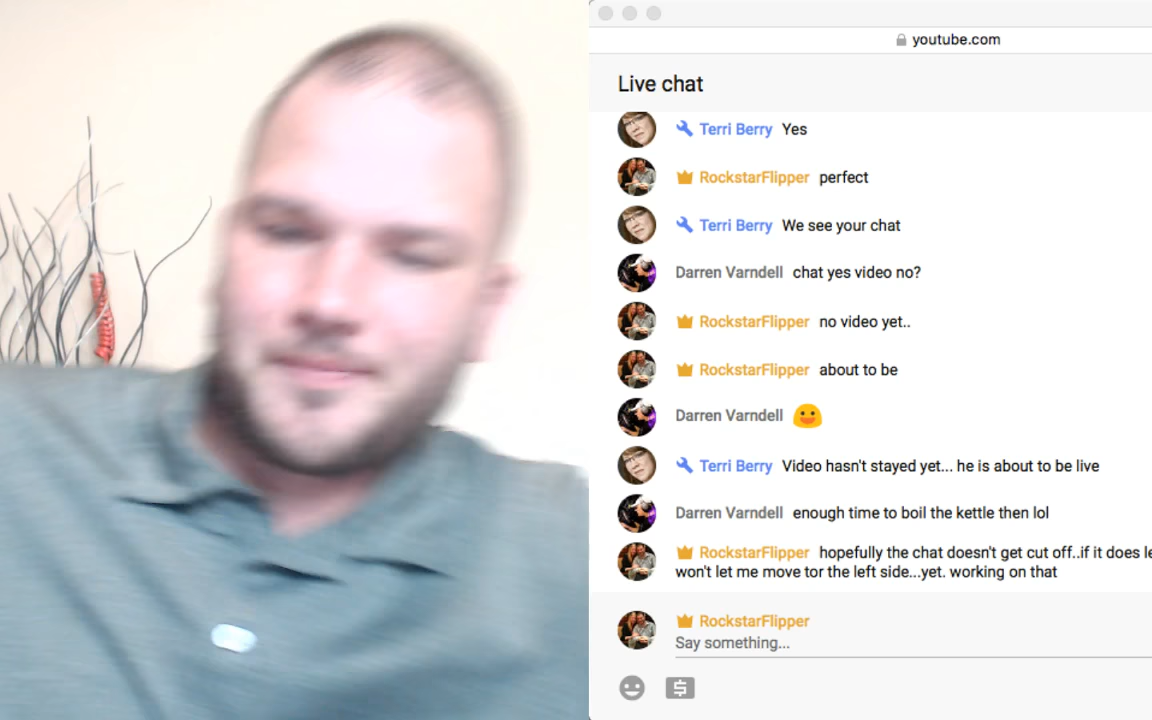 youtube.com
Live chat
Terri Berry Yes
RockstarFlipper perfect
Terri Berry We see your chat
Darren Varndell chat yes video no?
RockstarFlipper no video yet..
RockstarFlipper about to be
Darren Varndell
Terri Berry Video hasn't stayed yet... he is about to be live
Darren Varndell enough time to boil the kettle then lol
RockstarFlipper hopefully the chat doesn't get cut off..if it does le
won't let me move tor the left side...yet. working on that
RockstarFlipper
Say something...